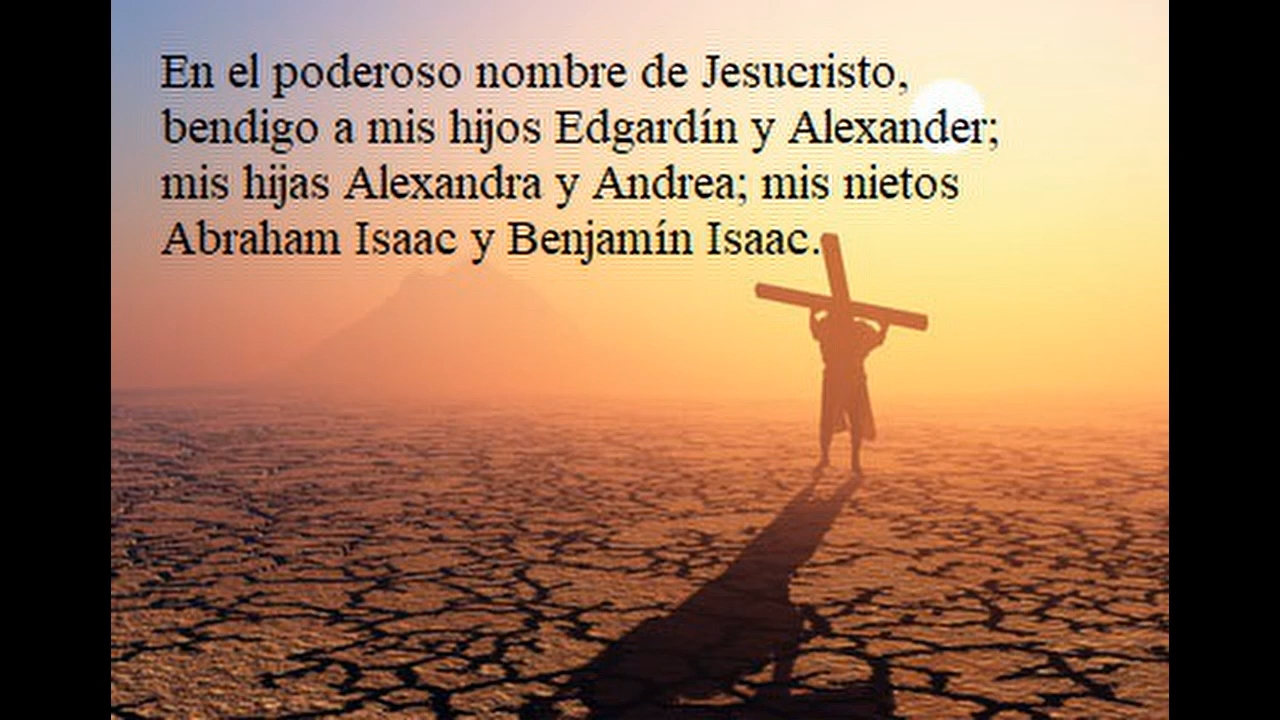 En el poderoso nombre de Jesucristo,
bendigo a mis hijos Edgardín y Alexander;
mis hijas Alexandra y Andrea; mis nietos
Abraham Isaac y Benjamín Isaac.